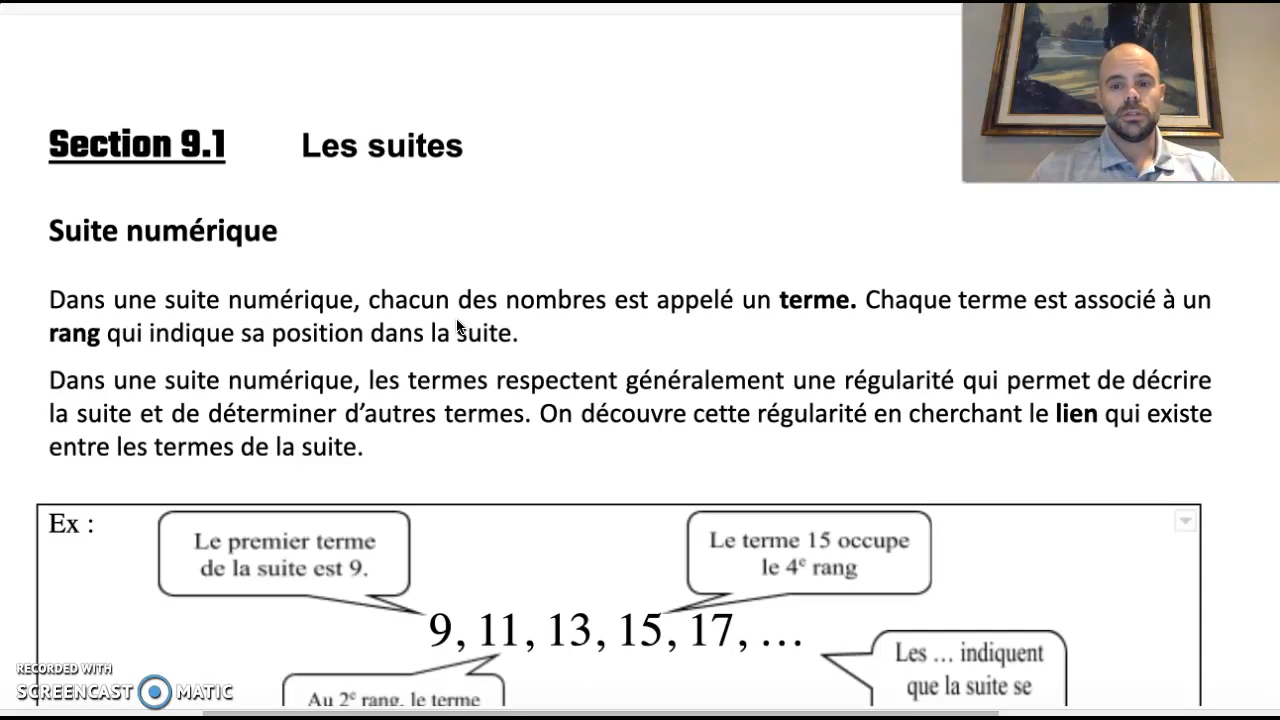 Section 9.1 Les suites
Suite numérique
Dans une suite numérique, chacun des nombres est appelé un terme. Chaque terme est associé à un
rang qui indique sa position dans la suite.
Dans une suite numérique, les termes respectent généralement une régularité qui permet de décrire
la suite et de déterminer d’autres termes. On découvre cette régularité en cherchant le lien qui existe
entre les termes de la suite.
Ex :
Le premier terme
de la suite est 9.
Le terme 15 occupe
le 4e rang
9, 11, 13, 15, 17, …
Les … indiquent
que la suite se
Au 2e rang, le terme
RECORDED WITH
SCREENCAST MATIC